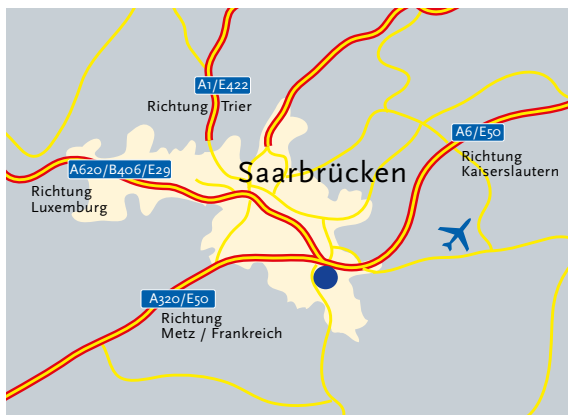 A1/E422
Richtung Trier
A6/E50
Richtung
Kaiserslautern
Saarbrücken
A620/B406/E29
Richtung
Luxemburg
A320/E50
Richtung
Metz / Frankreich